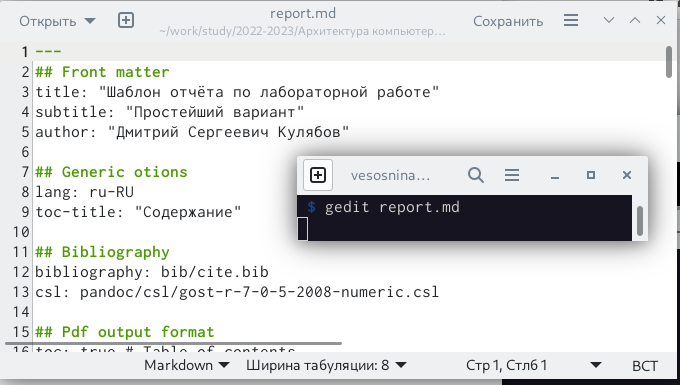 report.md
Открыть
~/work/study/2022-2023/Архитектура компьютер...
Сохранить
1 ---
2 ## Front matter
3 title: "Шаблон отчёта по лабораторной работе"
4 subtitle: "Простейший вариант"
5 author: "Дмитрий Сергеевич Кулябов"
6
7 ## Generic otions
8 lang: ru-RU
9 toc-title: "Содержание"
10
11 ## Bibliography
12 bibliography: bib/cite.bib
13 csl: pandoc/csl/gost-r-7-0-5-2008-numeric.csl
14
15 ## Pdf output format
16 toc: true # Table of contents
vesosnina...
$ gedit report.md
Markdown
Ширина табуляции: 8
Стр 1, Стлб 1
ВСТ